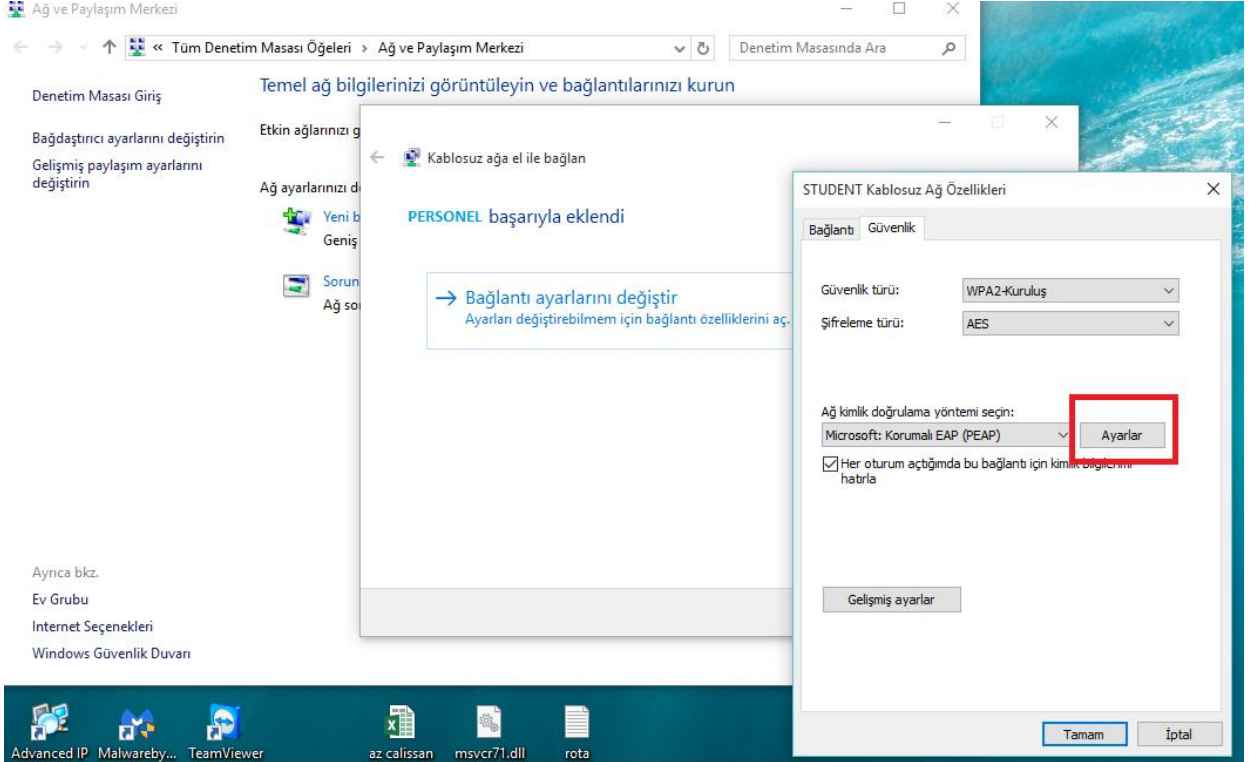 Ağ ve Paylaşım Merkezi
« Tüm Denetim Masası Öğeleri › Ağ ve Paylaşım Merkezi
Denetim Masasında Ara
Denetim Masası Giriş
Bağdaştırıcı ayarlarını değiştirin
Gelişmiş paylaşım ayarlarını
değiştirin
Temel ağ bilgilerinizi görüntüleyin ve bağlantılarınızı kurun
Etkin ağlarınızı g
Ağ ayarlarınızı d
Yeni b
Geniş
Sorun
Ağ so
Ayrıca bkz.
Ev Grubu
Internet Seçenekleri
Windows Güvenlik Duvarı
Kablosuz ağa el ile bağlan
PERSONEL başarıyla eklendi
Bağlantı ayarlarını değiştir
Ayarları değiştirebilmem için bağlantı özelliklerini aç.
STUDENT Kablosuz Ağ Özellikleri
Bağlantı Güvenlik
Güvenlik türü: WPA2-Kuruluş
Şifreleme türü: AES
Ağ kimlik doğrulama yöntemi seçin:
Microsoft: Korumalı EAP (PEAP) Ayarlar
Her oturum açtığımda bu bağlantı için kimlik bilgilerimi
hatırla
Gelişmiş ayarlar
Tamam İptal
Advanced IP Malwareby... TeamViewer az calissan msvcr71.dll rota